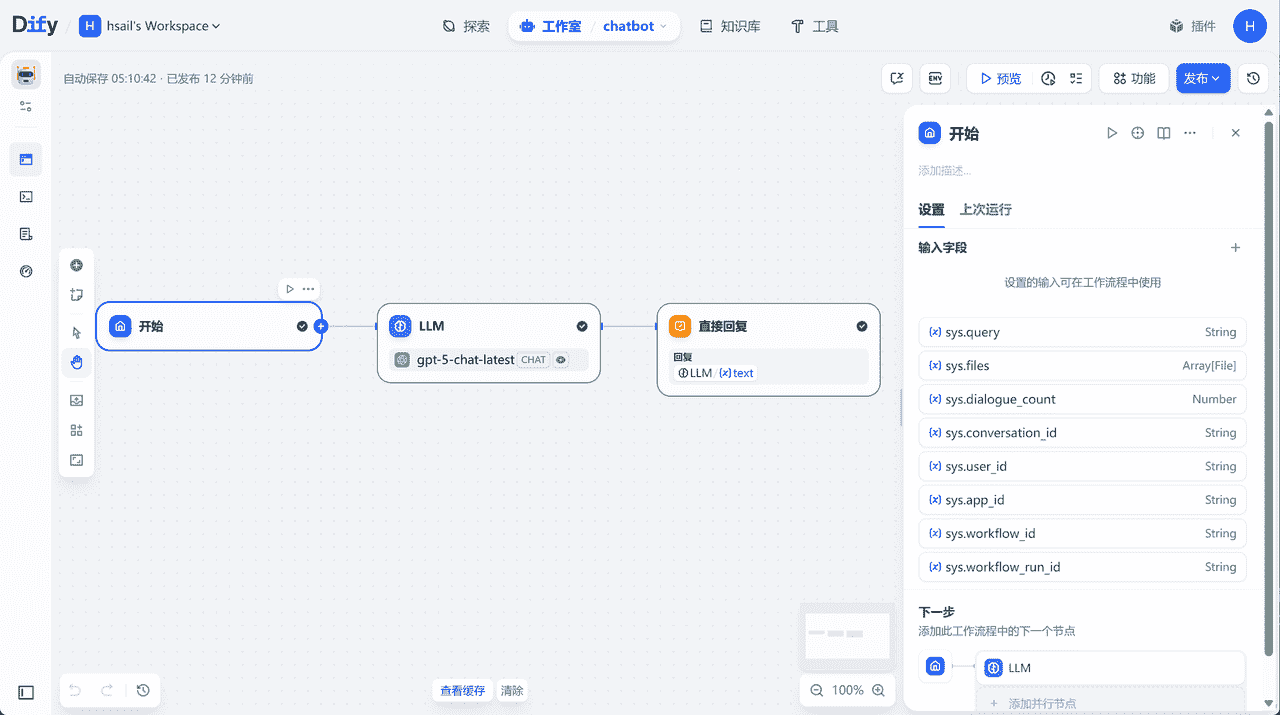 Dify / H hsail's Workspace 探索 工作室 / chatbot 知识库 工具 插件 H
自动保存 05:10:42 · 已发布 12 分钟前
ENV 预览 功能 发布
开始
添加描述...
设置 上次运行
输入字段
设置的输入可在工作流程中使用
sys.query String
sys.files Array[File]
sys.dialogue_count Number
sys.conversation_id String
sys.user_id String
sys.app_id String
sys.workflow_id String
sys.workflow_run_id String
下一步
添加此工作流程中的下一个节点
LLM
添加并行节点
开始
LLM
gpt-5-chat-latest CHAT
直接回复
回复
LLM / (x) text
查看缓存 清除
100%